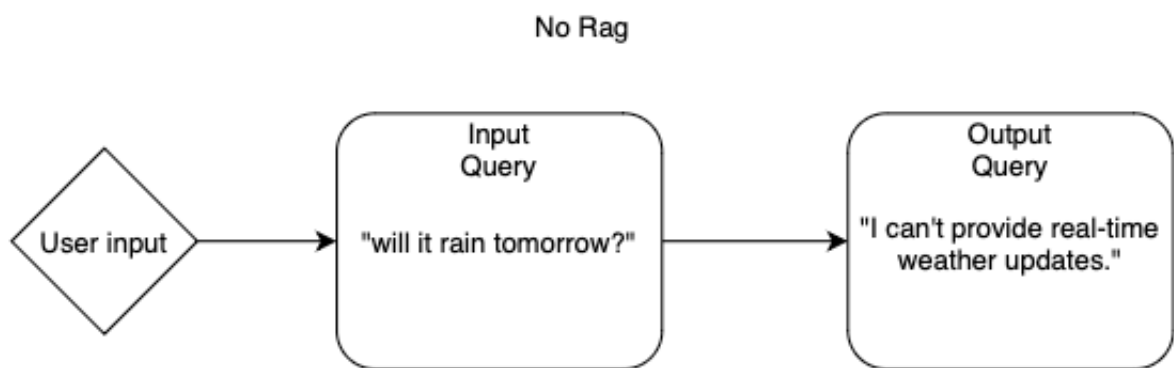 No Rag
User input
Input
Query
"will it rain tomorrow?"
Output
Query
"I can't provide real-time
weather updates."